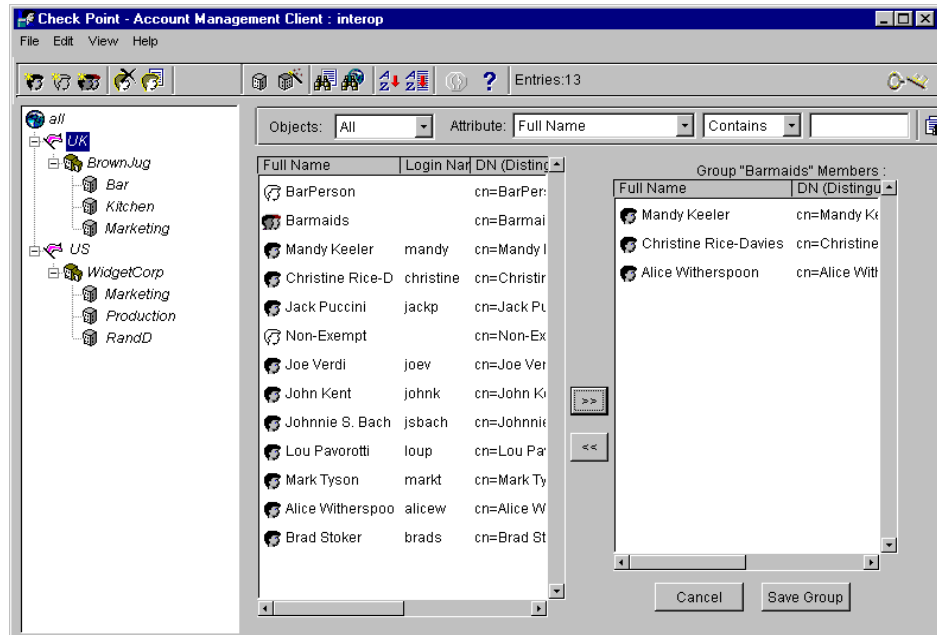 Check Point - Account Management Client : interop
File Edit View Help
Entries:13
all
UK
BrownJug
Bar
Kitchen
Marketing
US
WidgetCorp
Marketing
Production
RandD
Objects: All Attribute: Full Name Contains
Full Name Login Nar DN (Disting
BarPerson cn=BarPer:
Barmaids cn=Barmai
Mandy Keeler mandy cn=Mandy
Christine Rice-D christine cn=Christir
Jack Puccini jackp cn=Jack Pu
Non-Exempt cn=Non-Ex
Joe Verdi joev cn=Joe Ver
John Kent johnk cn=John Ke
Johnnie S. Bach jsbach cn=Johnnie
Lou Pavorotti loup cn=Lou Pa
Mark Tyson markt cn=Mark Ty
Alice Witherspoo alicew cn=Alice W
Brad Stoker brads cn=Brad St
>>
<<
Group "Barmaids" Members :
Full Name DN (Distingu
Mandy Keeler cn=Mandy Ke
Christine Rice-Davies cn=Christine
Alice Witherspoon cn=Alice With
Cancel Save Group